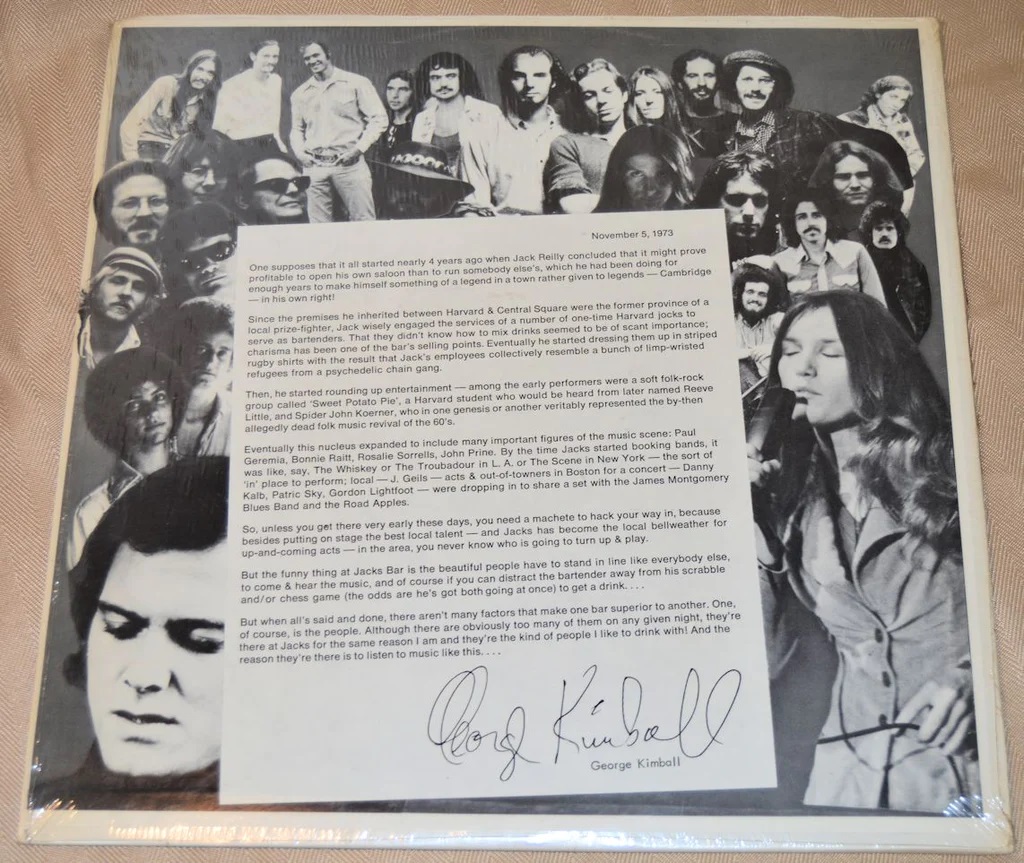 November 5, 1973
One supposes that it all started nearly 4 years ago when Jack Reilly concluded that it might prove
profitable to open his own saloon than to run somebody else's, which he had been doing for
enough years to make himself something of a legend in a town rather given to legends — Cambridge
— in his own right!
Since the premises he inherited between Harvard & Central Square were the former province of a
local prize-fighter, Jack wisely engaged the services of a number of one-time Harvard jocks to
serve as bartenders. That they didn't know how to mix drinks seemed to be of scant importance;
charisma has been one of the bar's selling points. Eventually he started dressing them up in striped
rugby shirts with the result that Jack's employees collectively resemble a bunch of limp-wristed
refugees from a psychedelic chain gang.
Then, he started rounding up entertainment — among the early performers were a soft folk-rock
group called 'Sweet Potato Pie', a Harvard student who would be heard from later named Reeve
Little, and Spider John Koerner, who in one genesis or another veritably represented the by-then
allegedly dead folk music revival of the 60's.
Eventually this nucleus expanded to include many important figures of the music scene: Paul
Geremia, Bonnie Raitt, Rosalie Sorrells, John Prine. By the time Jacks started booking bands, it
was like, say, The Whiskey or The Troubadour in L. A. or The Scene in New York — the sort of
'in' place to perform; local — J. Geils — acts & out-of-towners in Boston for a concert — Danny
Kalb, Patric Sky, Gordon Lightfoot — were dropping in to share a set with the James Montgomery
Blues Band and the Road Apples.
So, unless you get there very early these days, you need a machete to hack your way in, because
besides putting on stage the best local talent — and Jacks has become the local bellweather for
up-and-coming acts — in the area, you never know who is going to turn up & play.
But the funny thing at Jacks Bar is the beautiful people have to stand in line like everybody else,
to come & hear the music, and of course if you can distract the bartender away from his scrabble
and/or chess game (the odds are he's got both going at once) to get a drink. . . .
But when all's said and done, there aren't many factors that make one bar superior to another. One,
of course, is the people. Although there are obviously too many of them on any given night, they're
there at Jacks for the same reason I am and they're the kind of people I like to drink with! And the
reason they're there is to listen to music like this. . . .
George Kimball
George Kimball